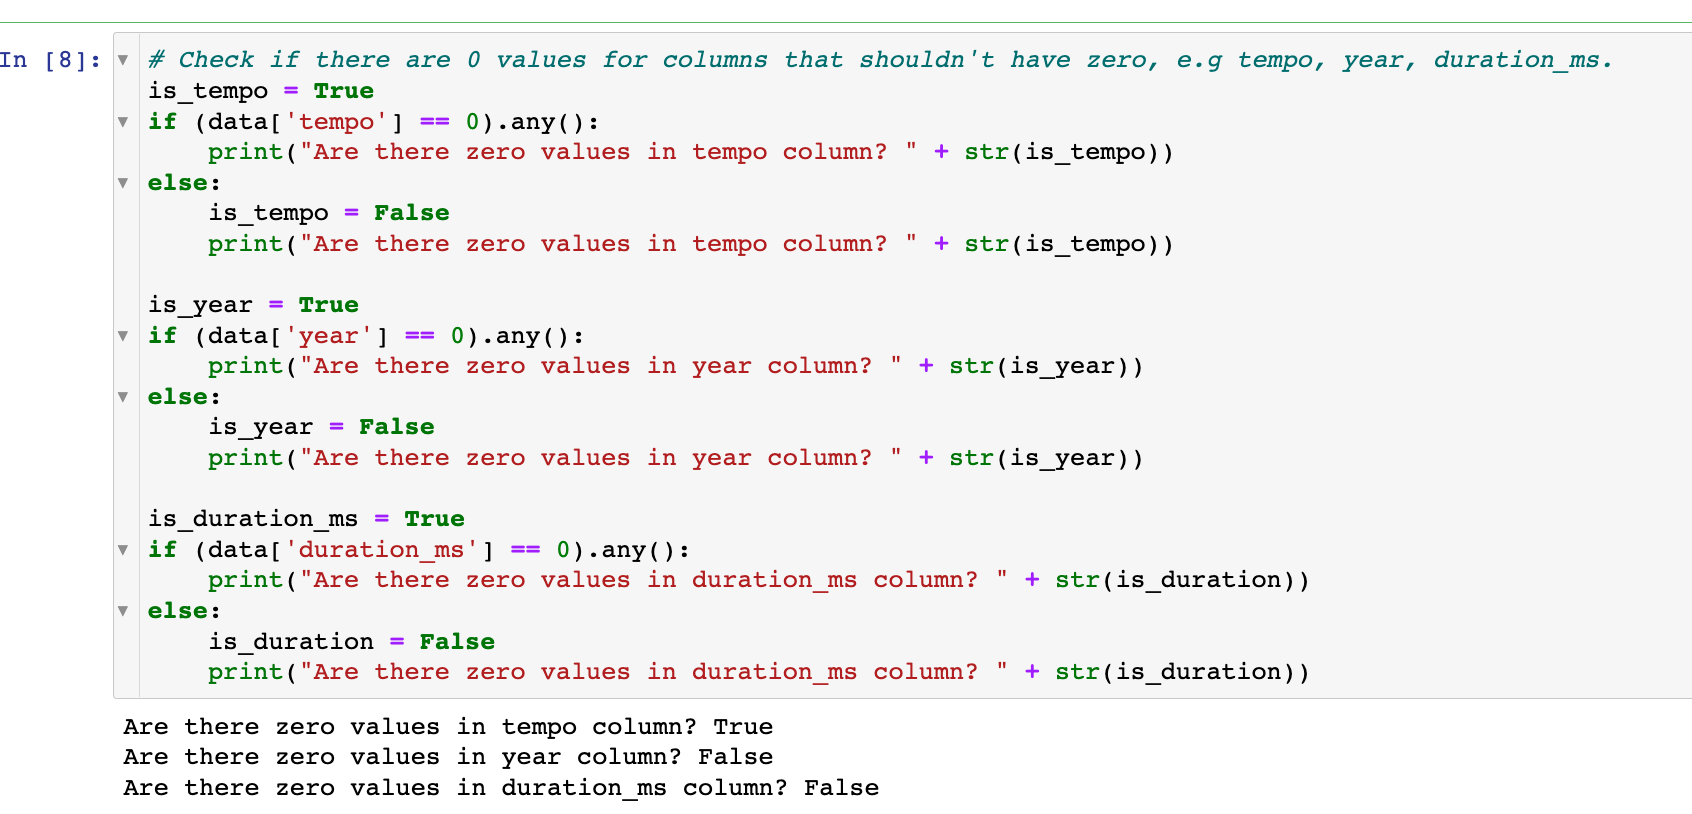 In [8]:
# Check if there are 0 values for columns that shouldn't have zero, e.g tempo, year, duration_ms.
is_tempo = True
if (data['tempo'] == 0).any():
    print("Are there zero values in tempo column? " + str(is_tempo))
else:
    is_tempo = False
    print("Are there zero values in tempo column? " + str(is_tempo))

is_year = True
if (data['year'] == 0).any():
    print("Are there zero values in year column? " + str(is_year))
else:
    is_year = False
    print("Are there zero values in year column? " + str(is_year))

is_duration_ms = True
if (data['duration_ms'] == 0).any():
    print("Are there zero values in duration_ms column? " + str(is_duration))
else:
    is_duration = False
    print("Are there zero values in duration_ms column? " + str(is_duration))
Are there zero values in tempo column? True
Are there zero values in year column? False
Are there zero values in duration_ms column? False